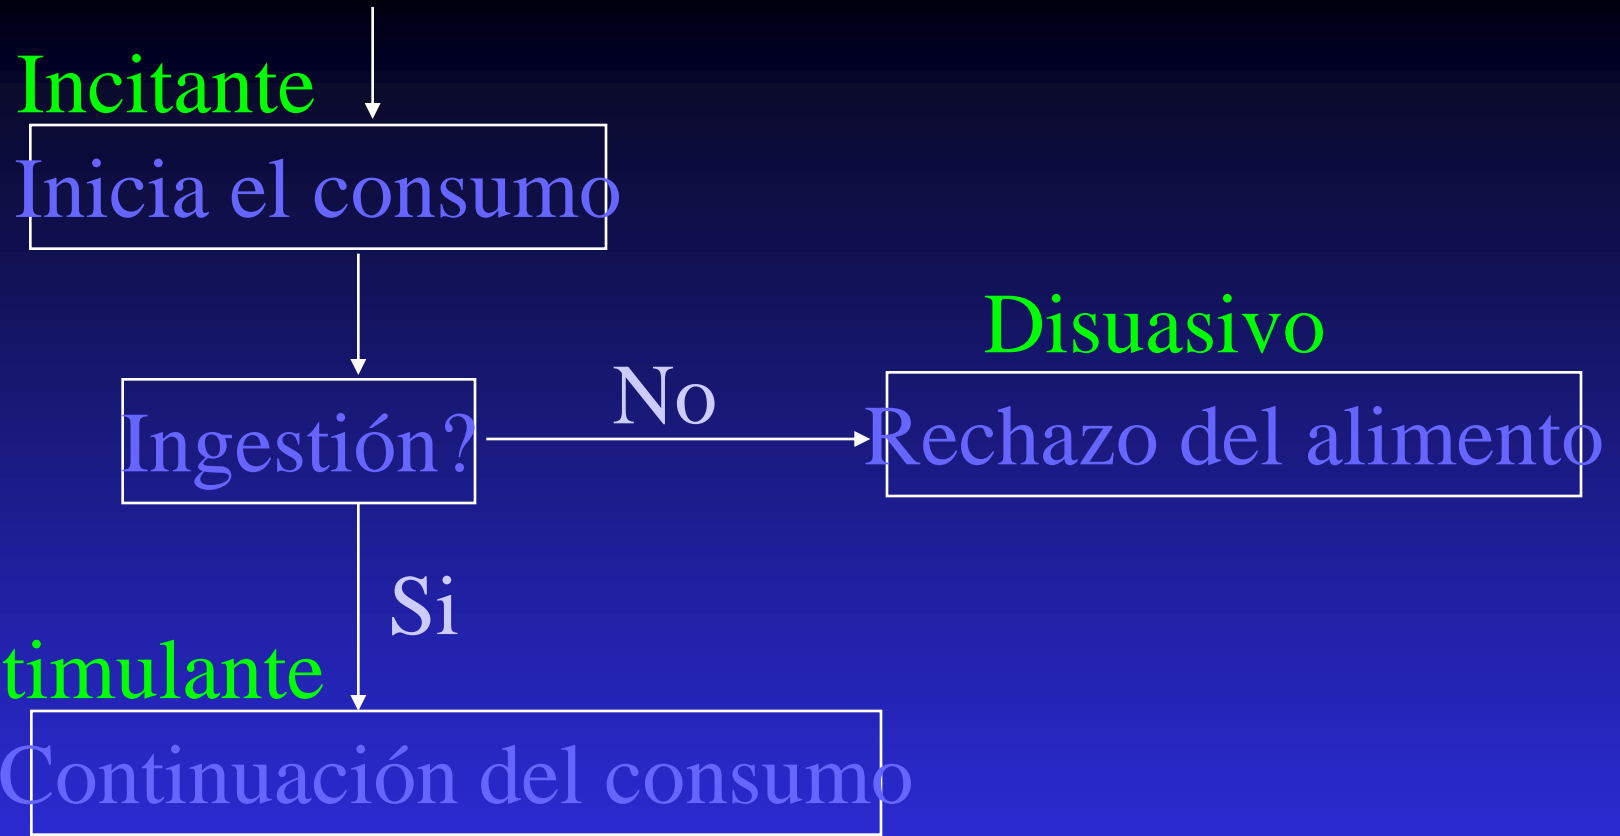 Incitante
Inicia el consumo
Disuasivo
No
Ingestión?
Rechazo del alimento
Si
timulante
Continuación del consumo